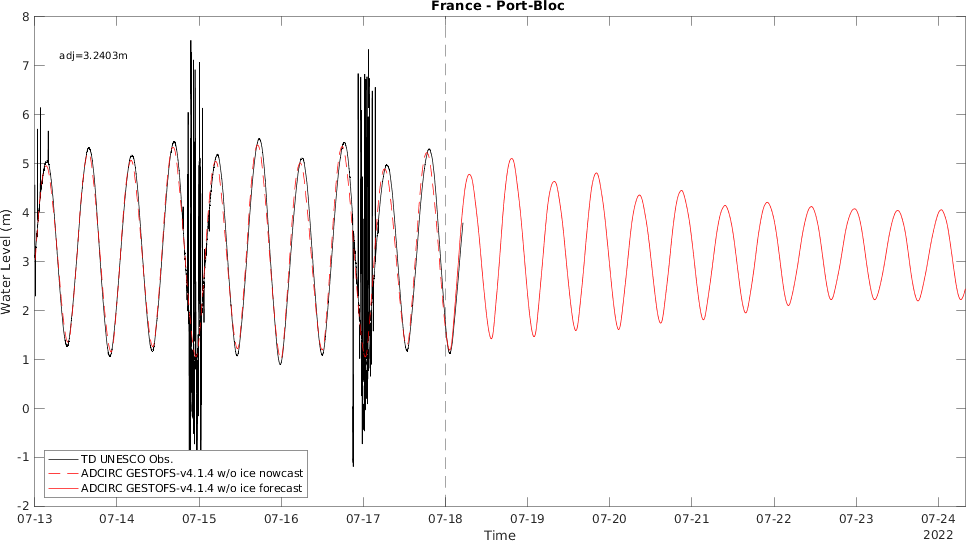 France - Port-Bloc
adj=3.2403m
Water Level (m)
8
7
6
5
4
3
2
1
0
-1
-2
TD UNESCO Obs.
ADCIRC GESTOFS-v4.1.4 w/o ice nowcast
ADCIRC GESTOFS-v4.1.4 w/o ice forecast
07-13 07-14 07-15 07-16 07-17 07-18 07-19 07-20 07-21 07-22 07-23 07-24
Time
2022